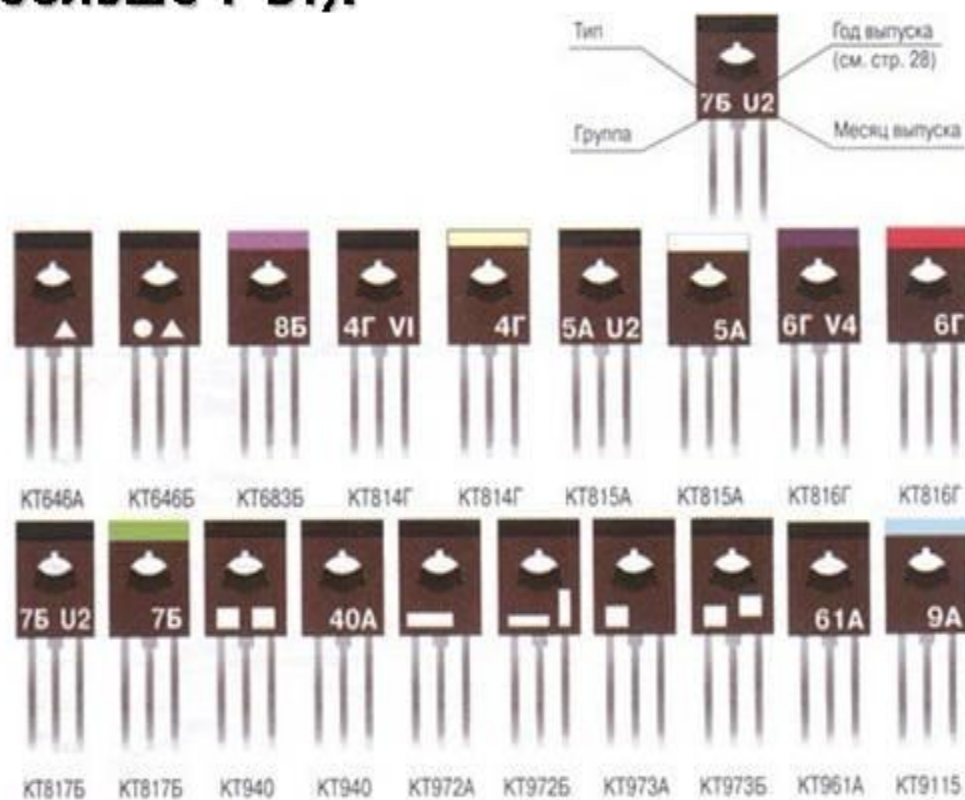 Тип
Год выпуска
(см. стр. 28)
7Б U2
Группа
Месяц выпуска
8Б
4Г VI
4Г
5А U2
5А
6Г V4
6Г
КТ646А КТ646Б КТ683Б КТ814Г КТ814Г КТ815А КТ815А КТ816Г КТ816Г
7Б U2
7Б
40А
61А
9А
КТ817Б КТ817Б КТ940 КТ940 КТ972А КТ972Б КТ973А КТ973Б КТ961А КТ9115